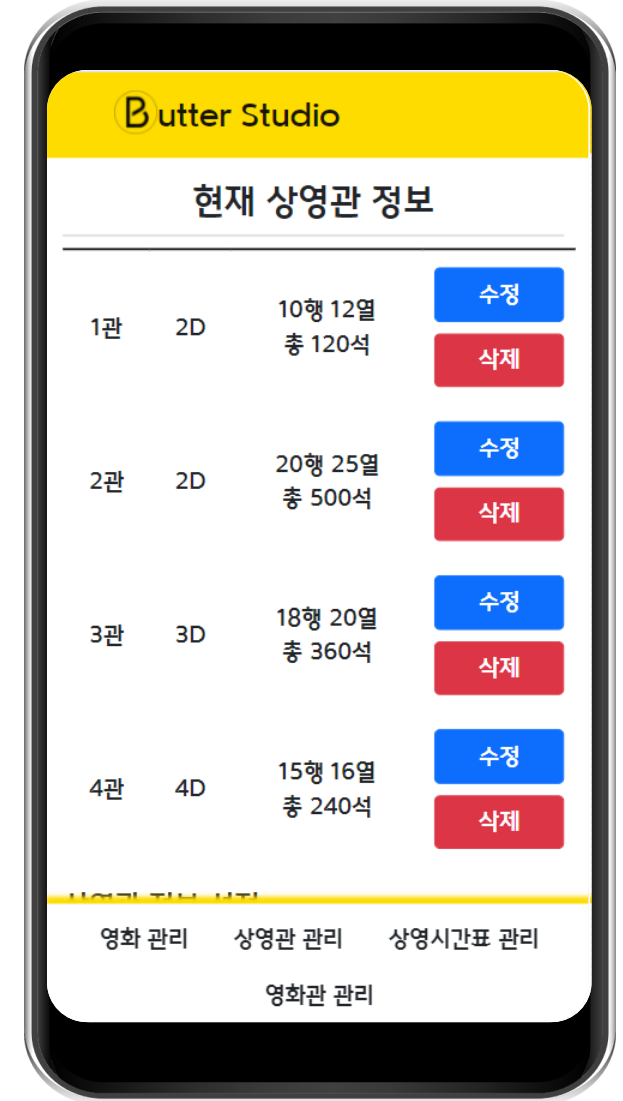 Butter Studio
현재 상영관 정보
1관 2D 10행 12열 총 120석 수정 삭제
2관 2D 20행 25열 총 500석 수정 삭제
3관 3D 18행 20열 총 360석 수정 삭제
4관 4D 15행 16열 총 240석 수정 삭제
영화 관리 상영관 관리 상영시간표 관리
영화관 관리